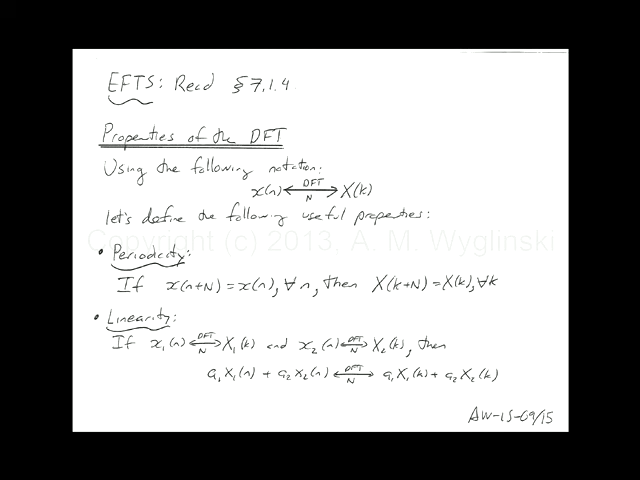 EFTS: Read §7.1.4
Properties of the DFT
Using the following notation:
x(n) <-DFT/N-> X(k)
let's define the following useful properties:
Copyright (c) 2013, A. M. Wyglinski
• Periodicity:
If x(n+N) = x(n), ∀n, then X(k+N) = X(k), ∀k
• Linearity:
If x₁(n) <-DFT/N-> X₁(k) and x₂(n) <-DFT/N-> X₂(k), then
a₁x₁(n) + a₂x₂(n) <-DFT/N-> a₁X₁(k) + a₂X₂(k)
AW-15-09/15